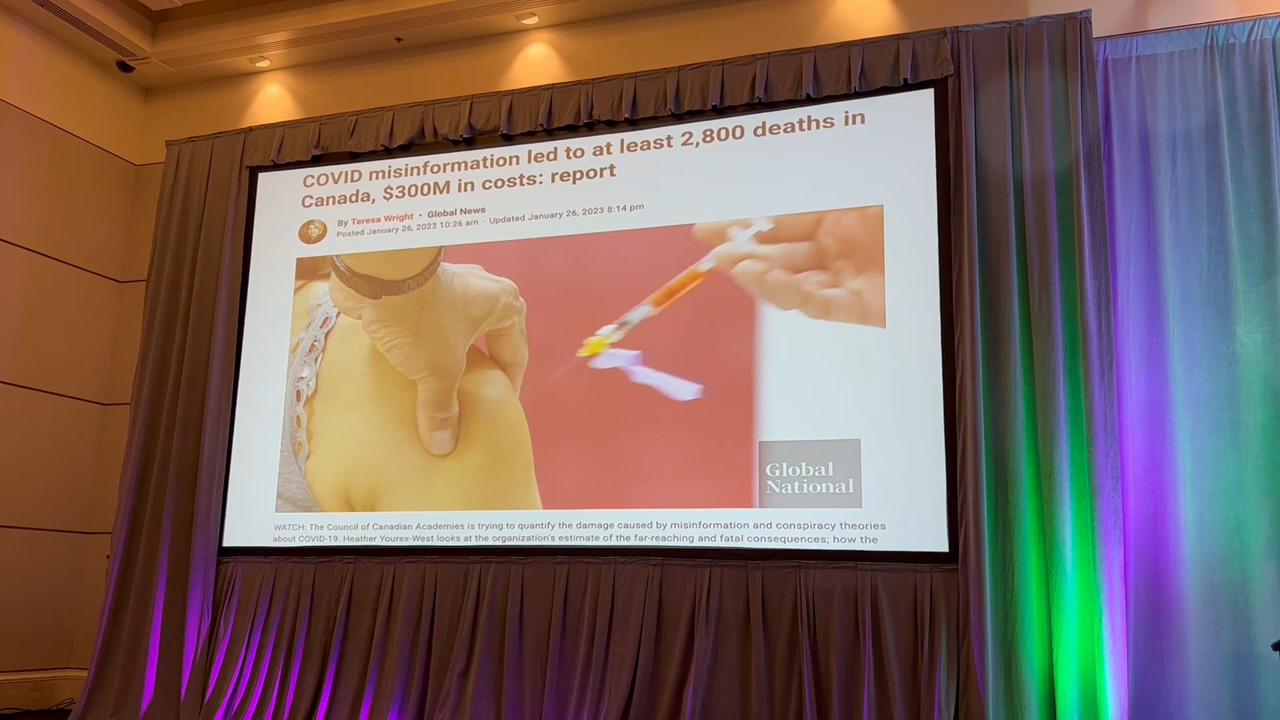 COVID misinformation led to at least 2,800 deaths in
Canada, $300M in costs: report
By Teresa Wright • Global News
Posted January 26, 2023 10:26 am · Updated January 26, 2023 8:14 pm
Global
National
WATCH: The Council of Canadian Academies is trying to quantify the damage caused by misinformation and conspiracy theories
about COVID-19. Heather Yourex-West looks at the organization's estimate of the far-reaching and fatal consequences; how the